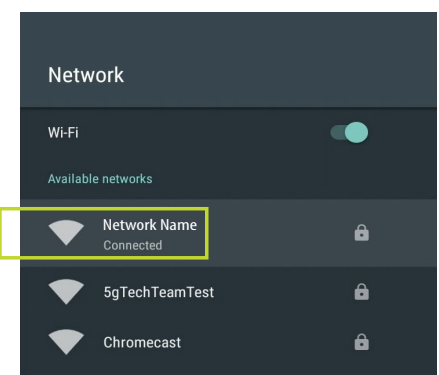 Network
Wi-Fi
Available networks
Network Name
Connected
5gTechTeamTest
Chromecast